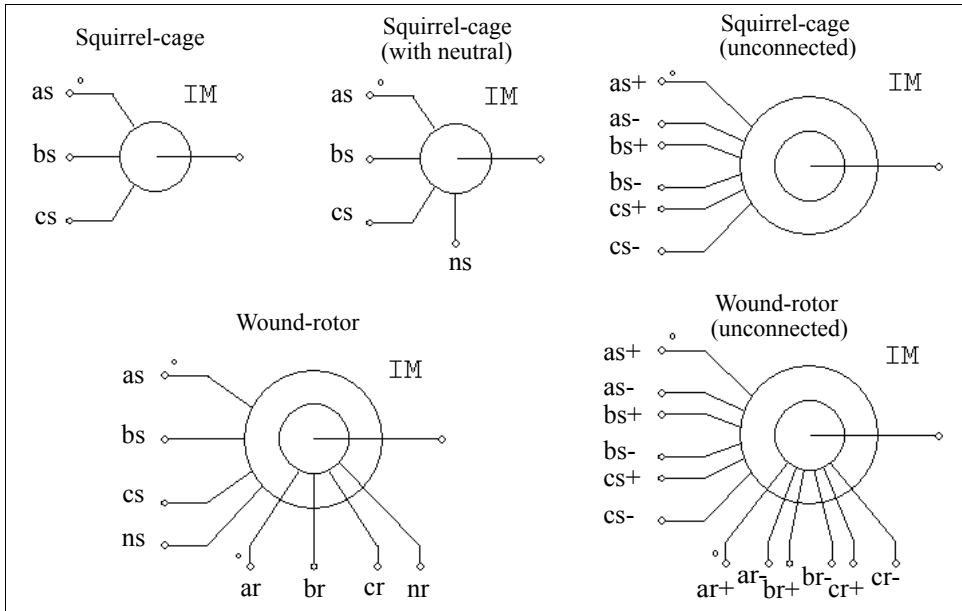 Squirrel-cage
as
bs
cs
IM
Squirrel-cage
(with neutral)
as
bs
cs
ns
IM
Squirrel-cage
(unconnected)
as+
as-
bs+
bs-
cs+
cs-
IM
Wound-rotor
as
bs
cs
ns
IM
ar br cr nr
Wound-rotor
(unconnected)
as+
as-
bs+
bs-
cs+
cs-
IM
ar+ ar- br+ br- cr+ cr-